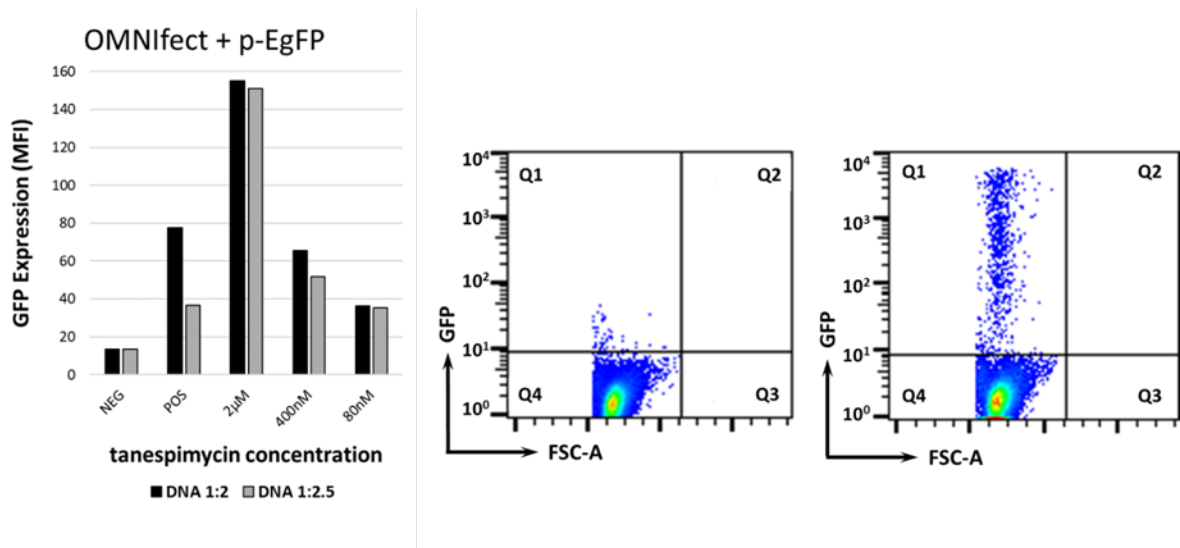 OMNIfect + p-EgFP
GFP Expression (MFI)
160
140
120
100
80
60
40
20
0
NEG
POS
2μM
400nM
80nM
tanespimycin concentration
DNA 1:2 DNA 1:2.5
GFP
10⁴
10³
10²
10¹
10⁰
Q1
Q2
Q4
Q3
FSC-A
GFP
10⁴
10³
10²
10¹
10⁰
Q1
Q2
Q4
Q3
FSC-A